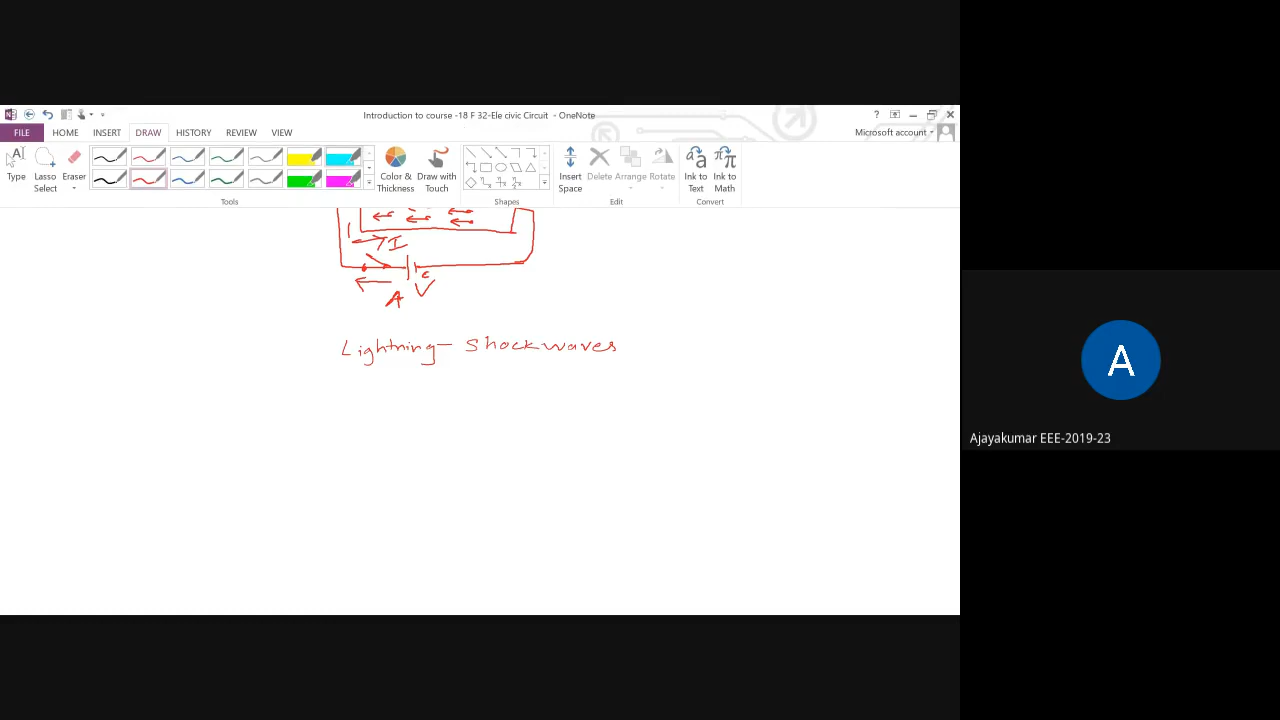 Introduction to course -18 F 32-Ele civic Circuit - OneNote
?
FILE HOME INSERT DRAW HISTORY REVIEW VIEW
Microsoft account
Type
Lasso Select
Eraser
Color & Thickness
Draw with Touch
Insert Space
Delete
Arrange
Rotate
Ink to Text
Ink to Math
Tools
Shapes
Edit
Convert
I
A V
Lightning- Shockwaves
A
Ajayakumar EEE-2019-23